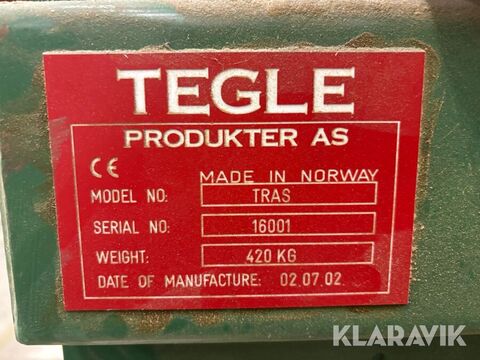 TEGLE
PRODUKTER AS
CE MADE IN NORWAY
MODEL NO: TRAS
SERIAL NO: 16001
WEIGHT: 420 KG
DATE OF MANUFACTURE: 02.07.02
KLARAVIK